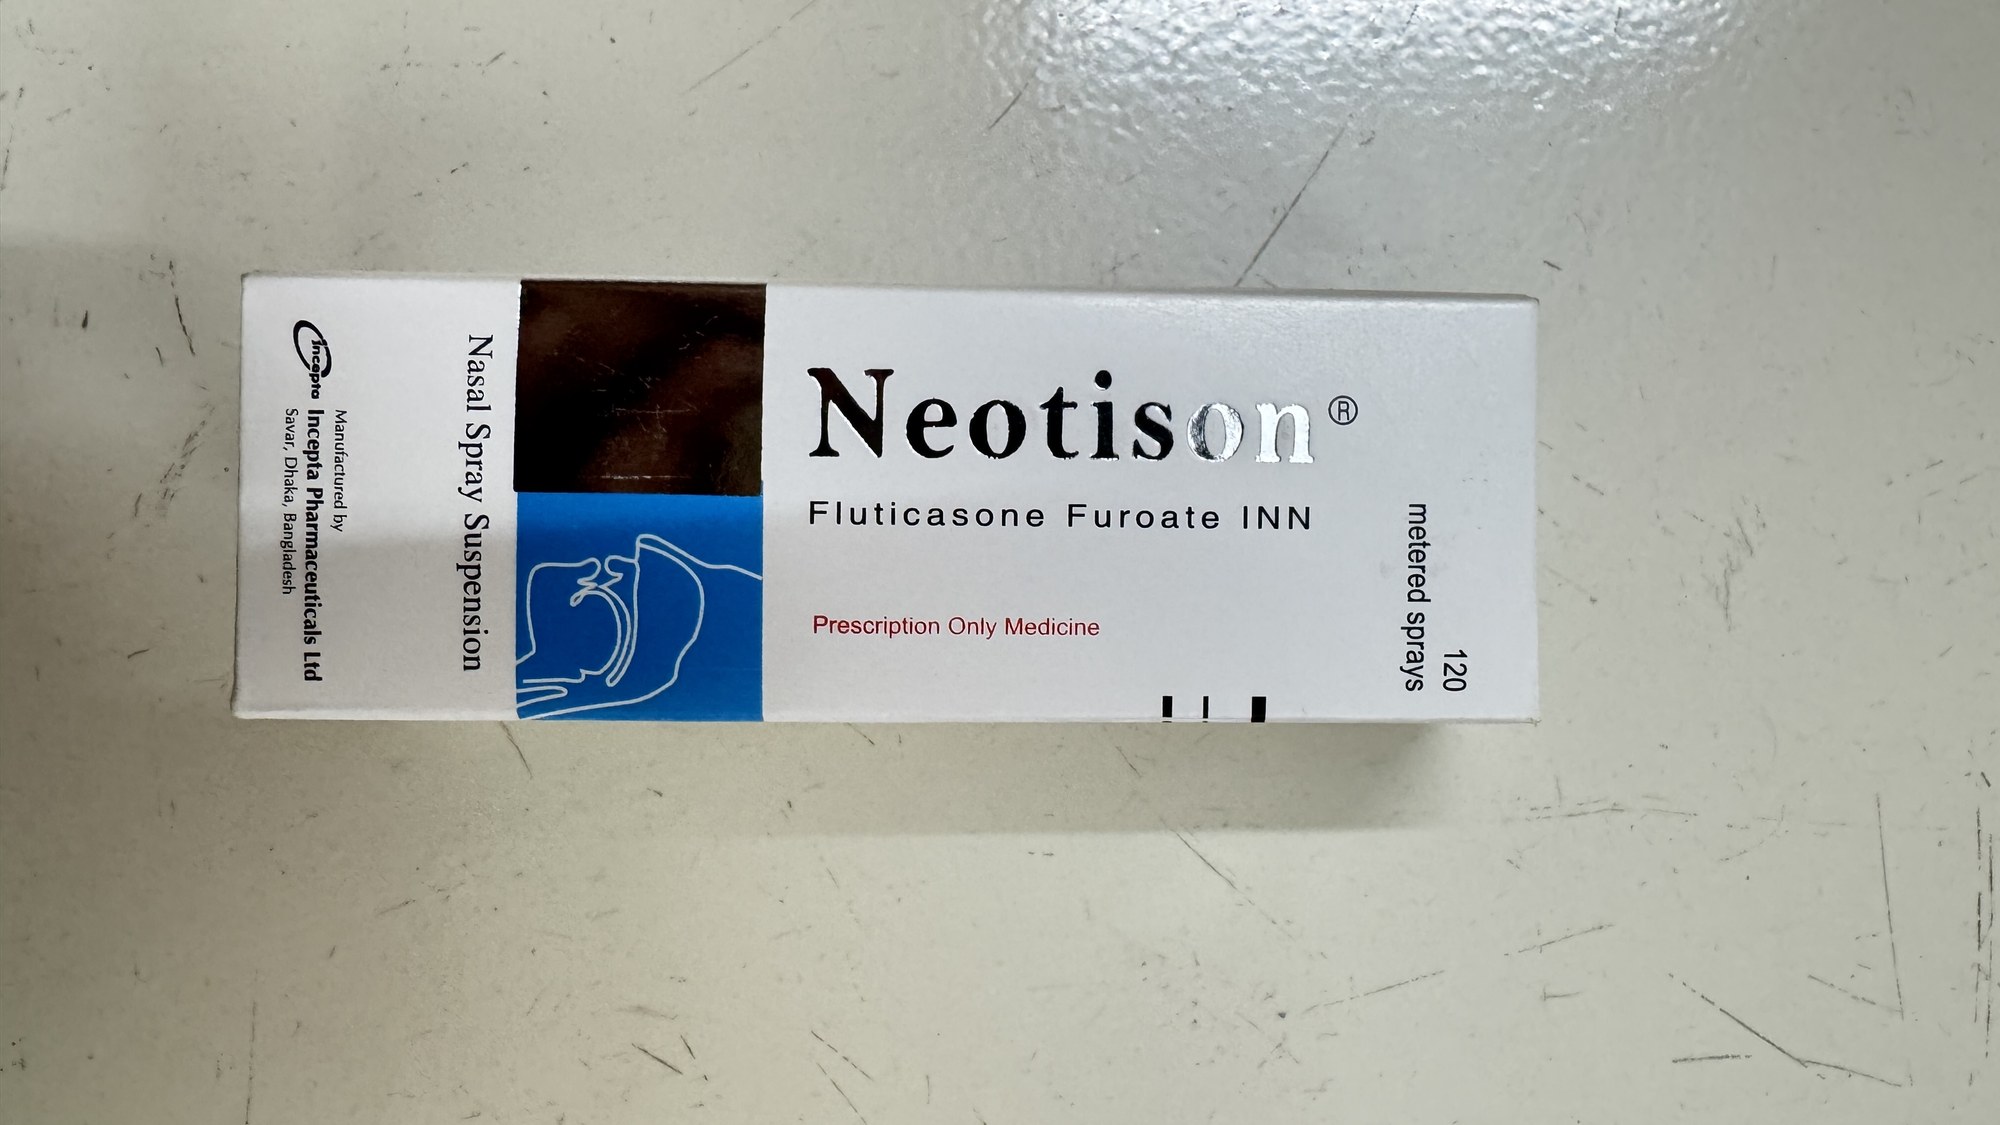 Neotison®
Fluticasone Furoate INN
Prescription Only Medicine
120
metered sprays
Nasal Spray Suspension
Incepta
Manufactured by
Incepta Pharmaceuticals Ltd
Savar, Dhaka, Bangladesh